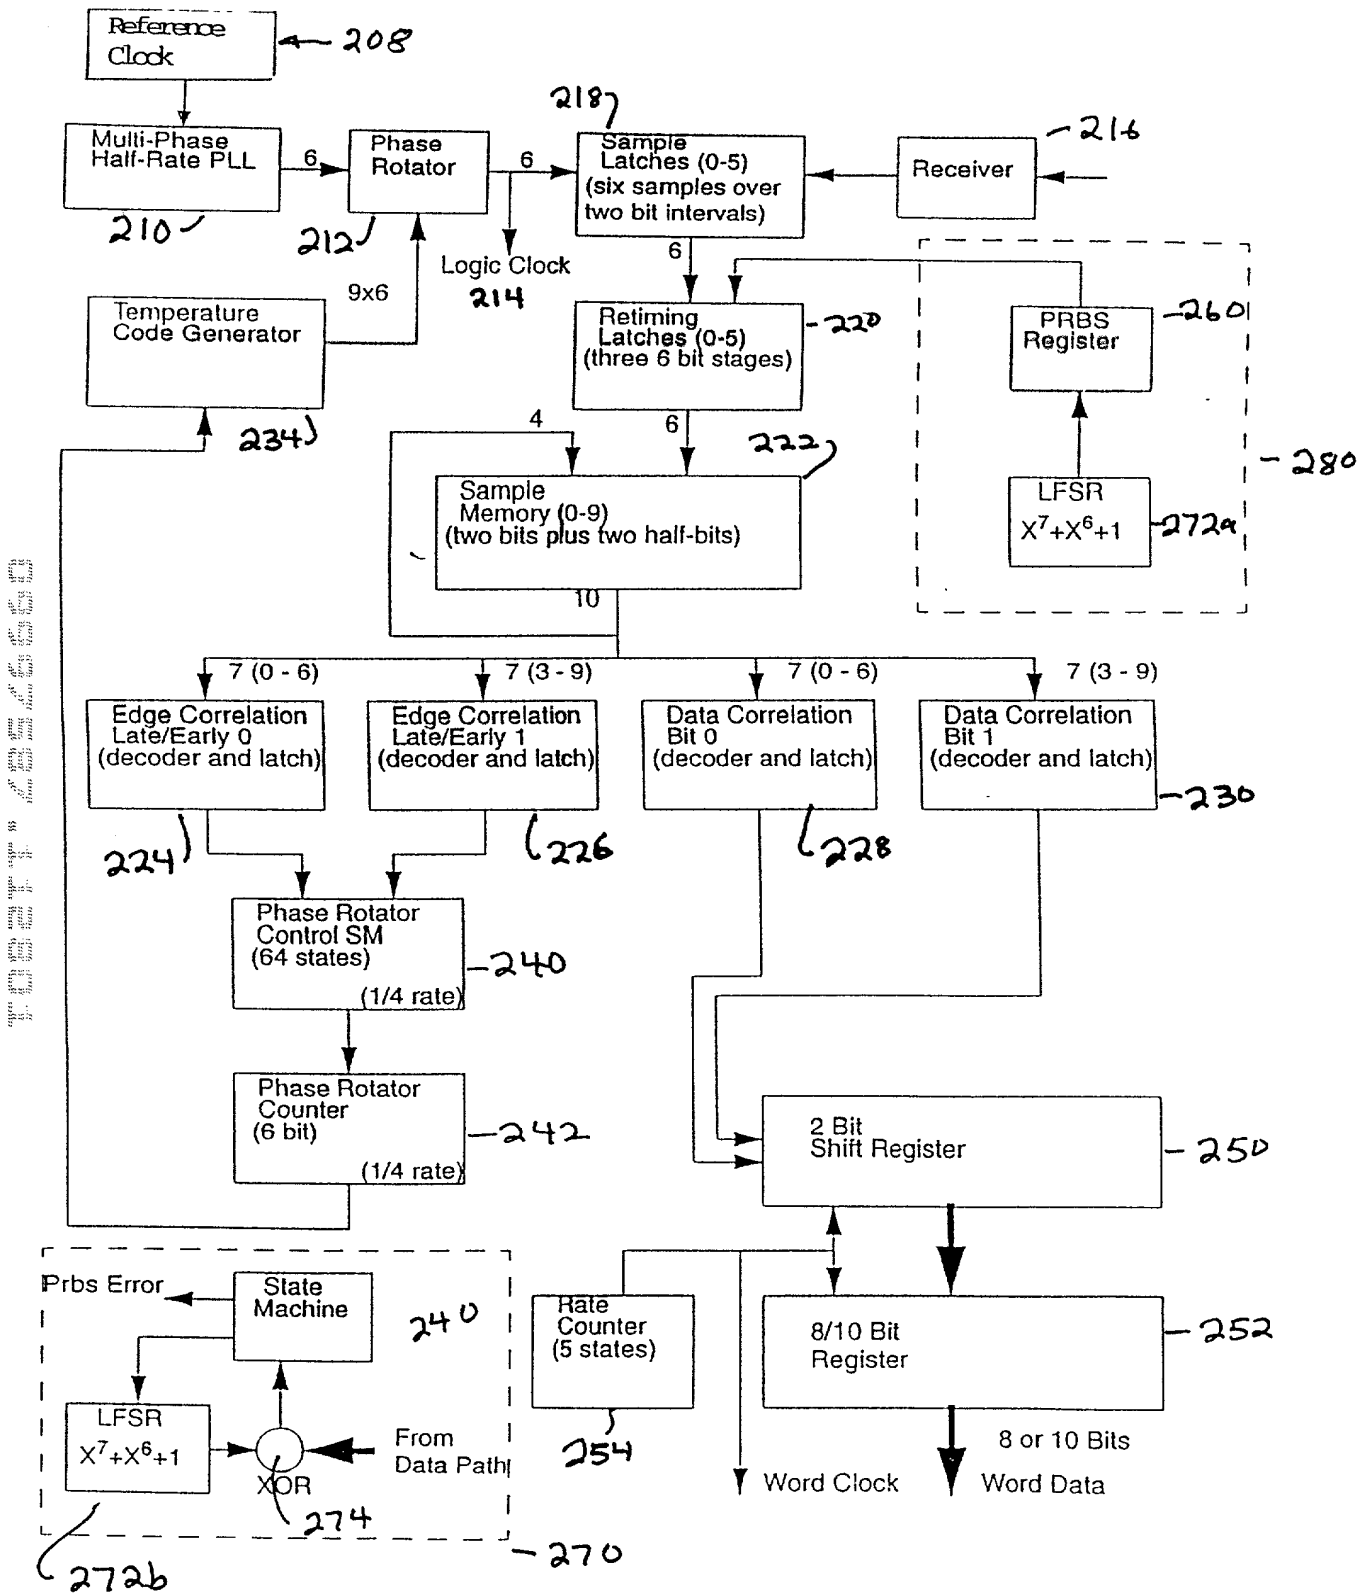 Reference
Clock
208
Multi-Phase
Half-Rate PLL
210
6
Phase
Rotator
212
6
Logic Clock
214
218
Sample
Latches (0-5)
(six samples over
two bit intervals)
216
Receiver
9x6
Temperature
Code Generator
234
6
Retiming
Latches (0-5)
(three 6 bit stages)
220
PRBS
Register
260
LFSR
X⁷+X⁶+1
272a
280
4
6
222
Sample
Memory (0-9)
(two bits plus two half-bits)
10
7 (0 - 6)
7 (3 - 9)
7 (0 - 6)
7 (3 - 9)
Edge Correlation
Late/Early 0
(decoder and latch)
224
Edge Correlation
Late/Early 1
(decoder and latch)
226
Data Correlation
Bit 0
(decoder and latch)
228
Data Correlation
Bit 1
(decoder and latch)
230
Phase Rotator
Control SM
(64 states)
(1/4 rate)
240
Phase Rotator
Counter
(6 bit)
(1/4 rate)
242
2 Bit
Shift Register
250
Prbs Error
State
Machine
240
LFSR
X⁷+X⁶+1
272b
XOR
274
From
Data Path
270
Rate
Counter
(5 states)
254
8/10 Bit
Register
252
8 or 10 Bits
Word Clock
Word Data